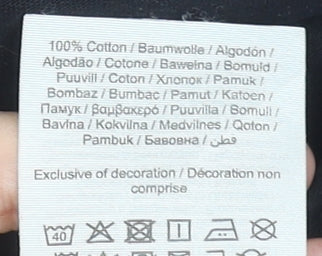 100% Cotton / Baumwolle / Algodón /
Algodão / Cotone / Bawełna / Bomuld /
Puuvill / Coton / Хлопок / Pamuk /
Bombaz / Bumbac / Pamut / Katoen /
Памук / βαμβακερό / Puuvilla / Bomull /
Bavlna / Kokvilna / Medvilnės / Qoton /
Pambuk / Бавовна / قطن
Exclusive of decoration / Décoration non
comprise
40